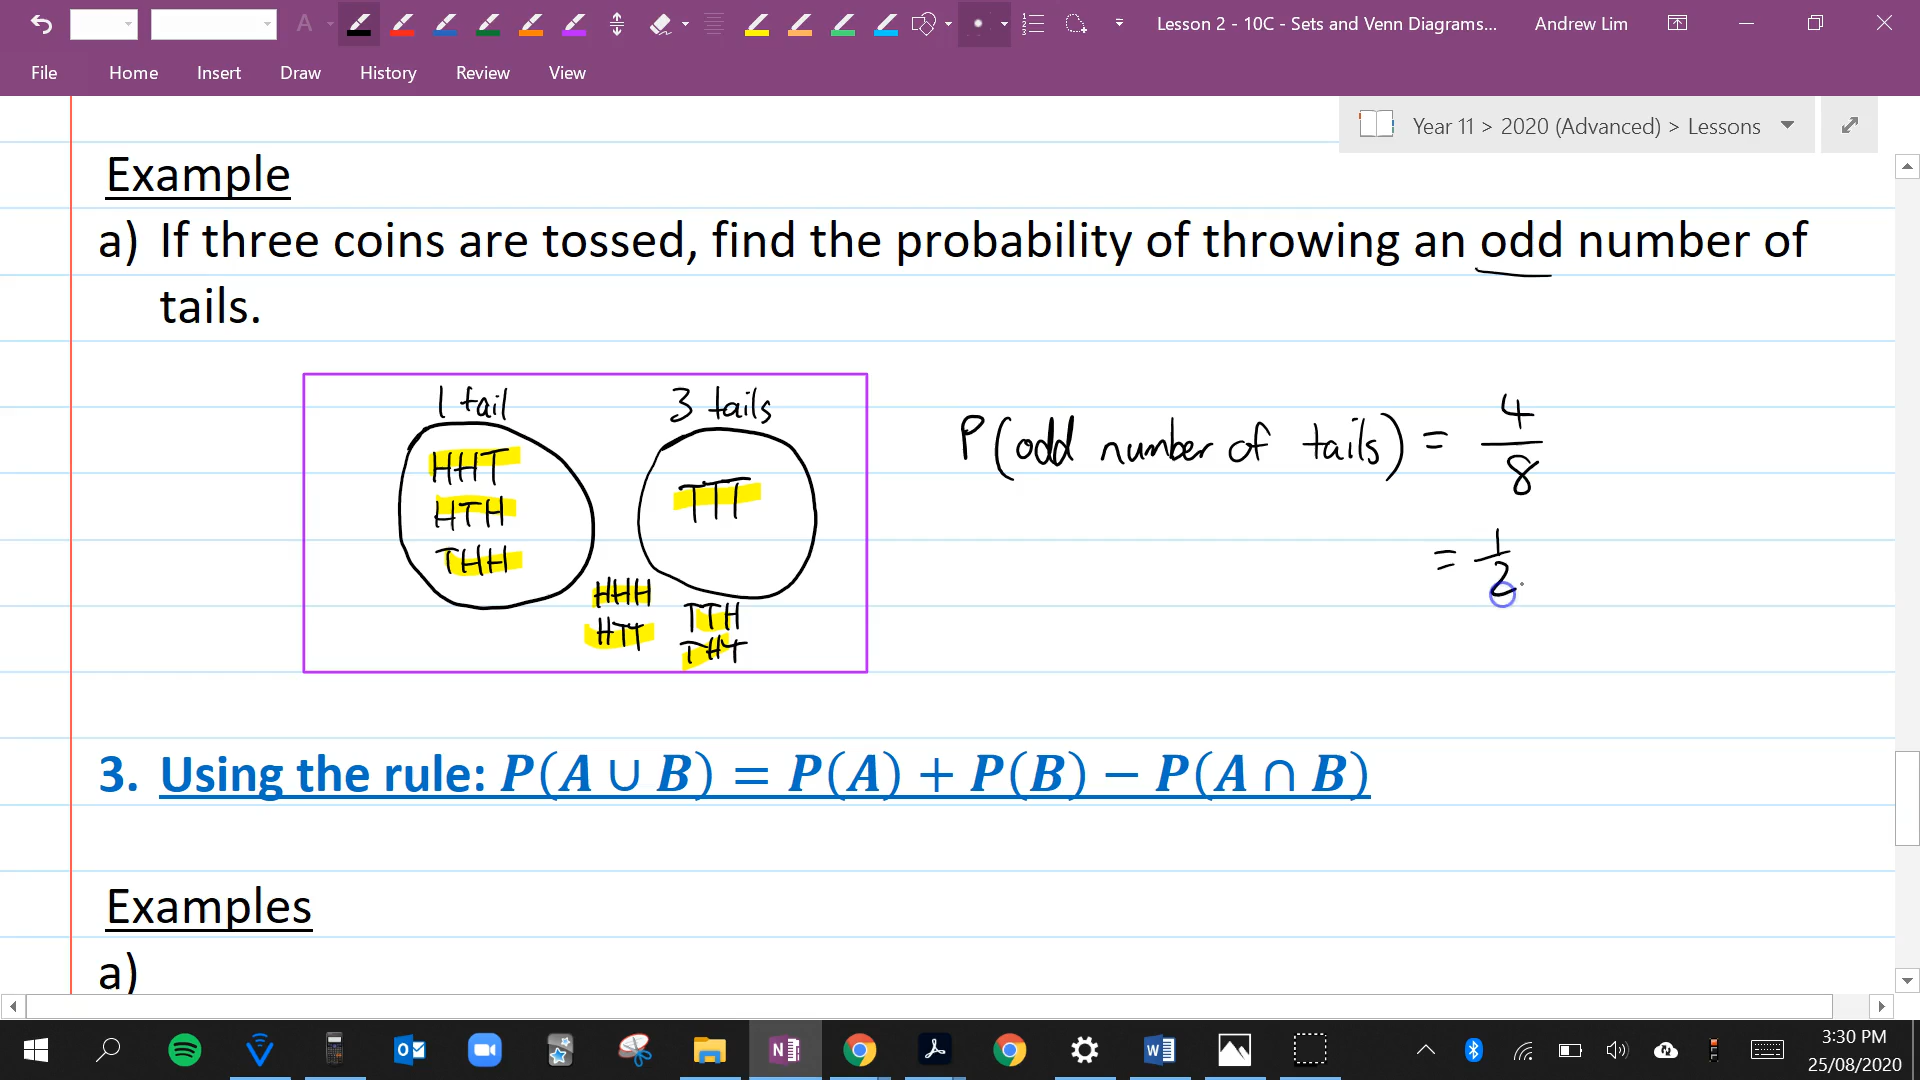 Lesson 2 - 10C - Sets and Venn Diagrams...
Andrew Lim
File Home Insert Draw History Review View
Year 11 > 2020 (Advanced) > Lessons
Example
a) If three coins are tossed, find the probability of throwing an odd number of
tails.
1 tail
3 tails
HHT
HTH
THH
TTT
HHH
HTT
TTH
THT
P(odd number of tails) = 4/8
= 1/2
3. Using the rule: P(A ∪ B) = P(A) + P(B) − P(A ∩ B)
Examples
a)
3:30 PM
25/08/2020